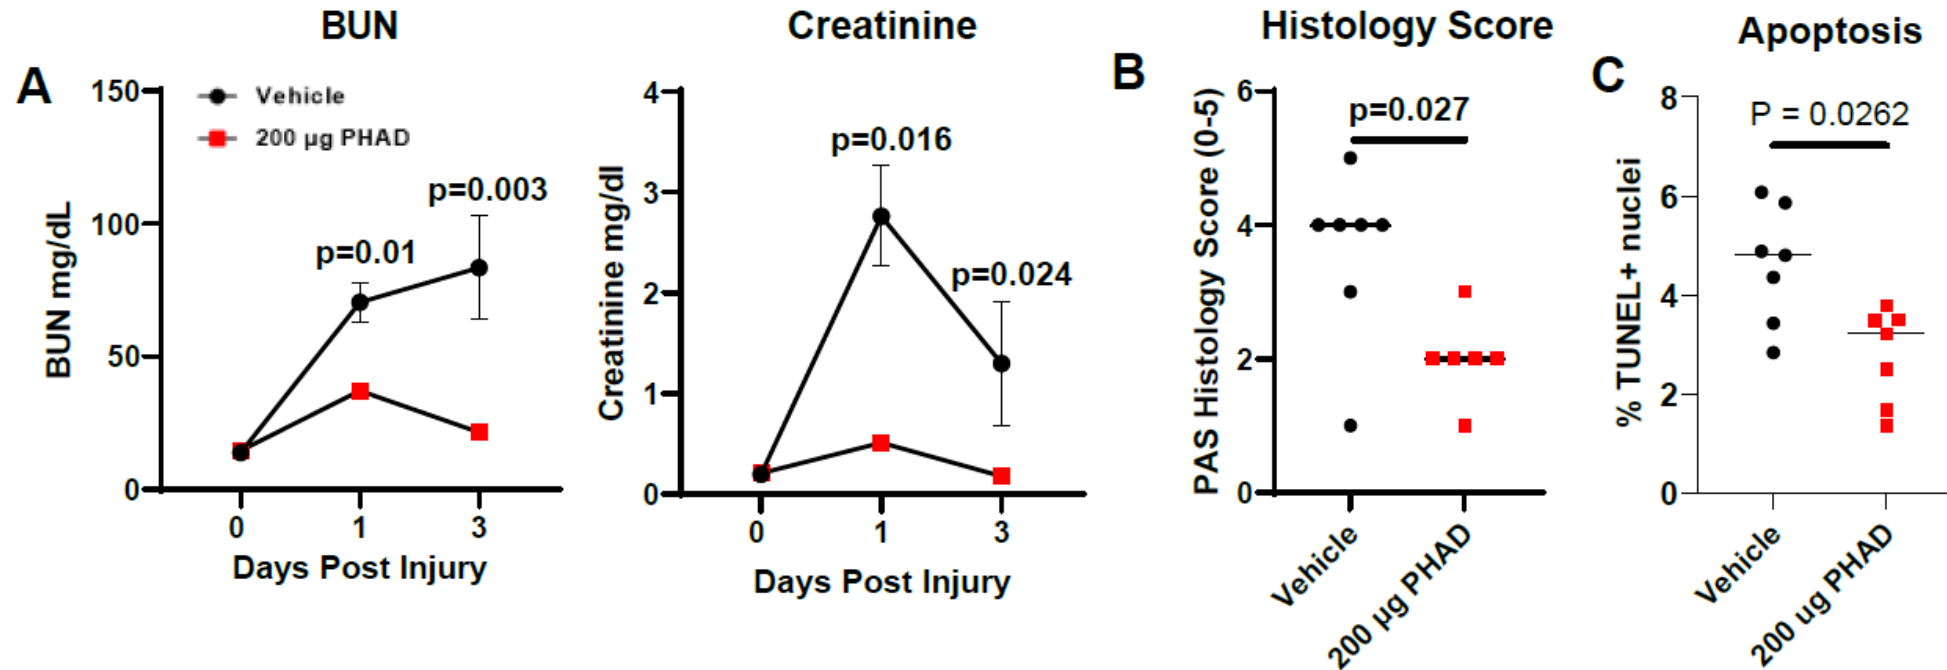 A
BUN
150
100
50
0
BUN mg/dL
Vehicle
200 µg PHAD
p=0.01
p=0.003
0 1 3
Days Post Injury
Creatinine
4
3
2
1
0
Creatinine mg/dl
p=0.016
p=0.024
0 1 3
Days Post Injury
B
Histology Score
6
4
2
0
PAS Histology Score (0-5)
p=0.027
Vehicle
200 µg PHAD
C
Apoptosis
8
6
4
2
0
% TUNEL+ nuclei
P = 0.0262
Vehicle
200 ug PHAD